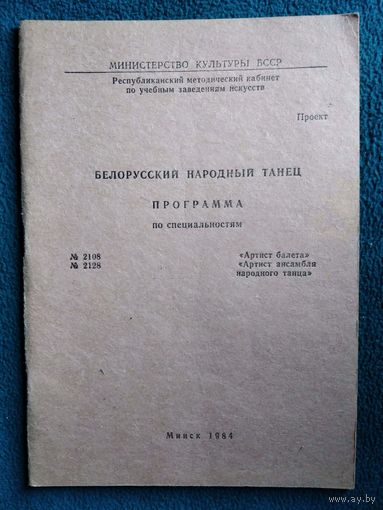 МИНИСТЕРСТВО КУЛЬТУРЫ БССР
Республиканский методический кабинет
по учебным заведениям искусств
Проект
БЕЛОРУССКИЙ НАРОДНЫЙ ТАНЕЦ
ПРОГРАММА
по специальностям
№ 2108 «Артист балета»
№ 2128 «Артист ансамбля
народного танца»
Минск 1984
www.ay.by